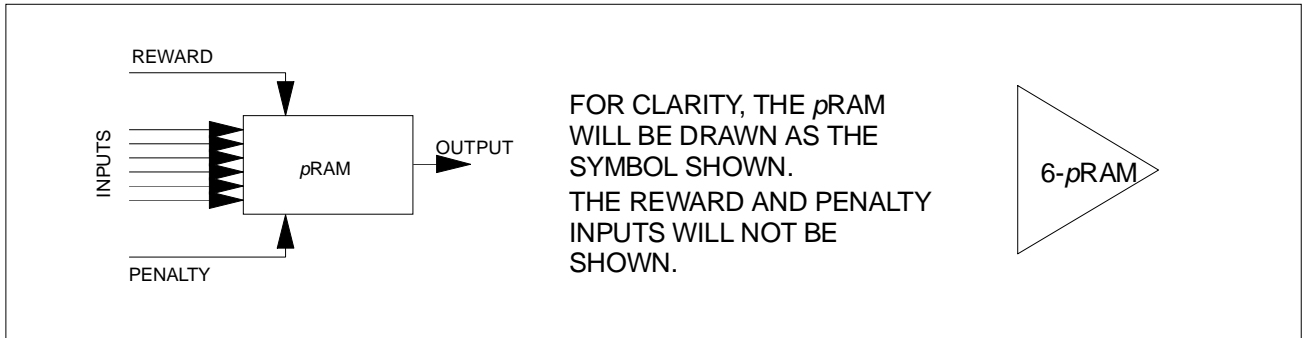 REWARD
INPUTS
pRAM
OUTPUT
PENALTY
FOR CLARITY, THE pRAM
WILL BE DRAWN AS THE
SYMBOL SHOWN.
THE REWARD AND PENALTY
INPUTS WILL NOT BE
SHOWN.
6-pRAM